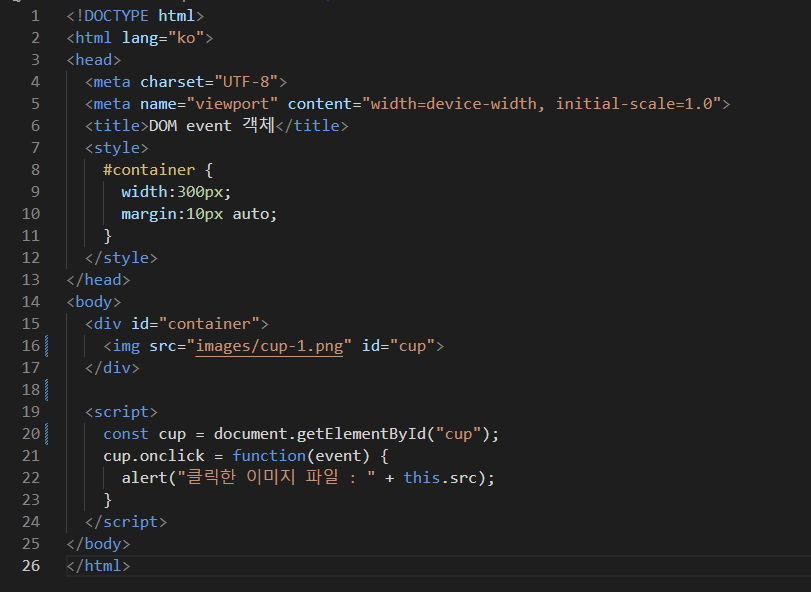 1 <!DOCTYPE html>
2 <html lang="ko">
3 <head>
4 <meta charset="UTF-8">
5 <meta name="viewport" content="width=device-width, initial-scale=1.0">
6 <title>DOM event 객체</title>
7 <style>
8 #container {
9 width:300px;
10 margin:10px auto;
11 }
12 </style>
13 </head>
14 <body>
15 <div id="container">
16 <img src="images/cup-1.png" id="cup">
17 </div>
18
19 <script>
20 const cup = document.getElementById("cup");
21 cup.onclick = function(event) {
22 alert("클릭한 이미지 파일 : " + this.src);
23 }
24 </script>
25 </body>
26 </html>